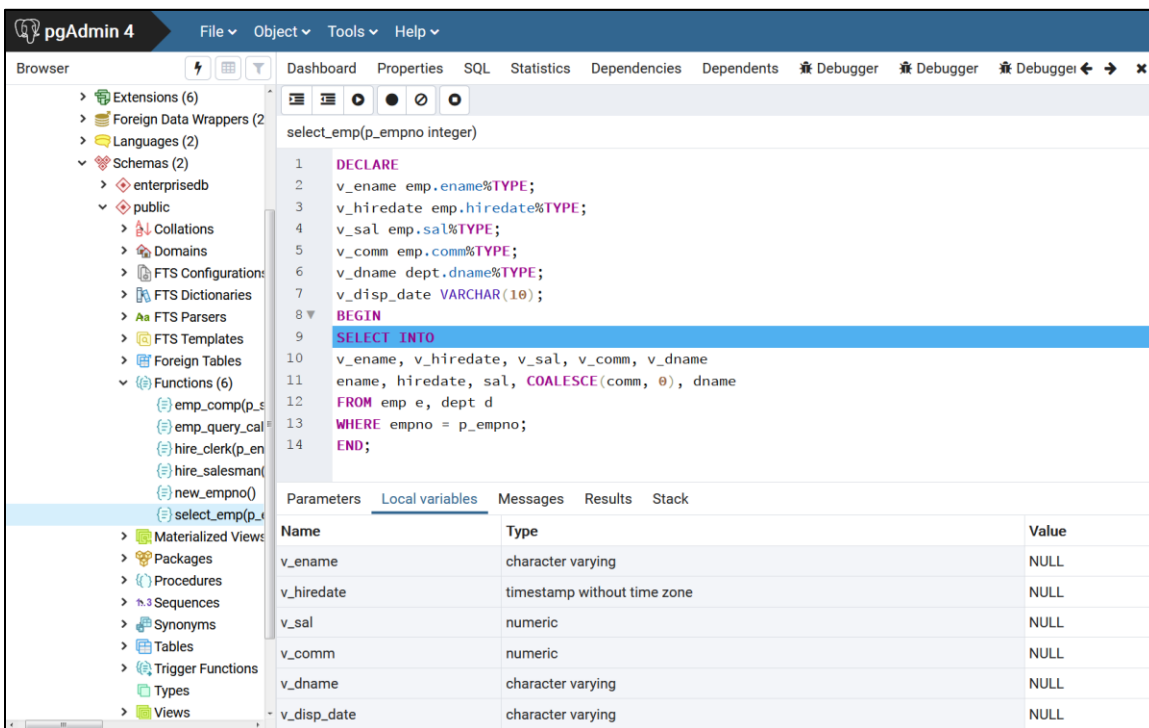 pgAdmin 4
File Object Tools Help
Browser
Dashboard Properties SQL Statistics Dependencies Dependents Debugger Debugger Debugger
Extensions (6)
Foreign Data Wrappers (2
Languages (2)
Schemas (2)
enterprisedb
public
Collations
Domains
FTS Configurations
FTS Dictionaries
Aa FTS Parsers
FTS Templates
Foreign Tables
Functions (6)
emp_comp(p_s
emp_query_cal
hire_clerk(p_en
hire_salesman(
new_empno()
select_emp(p_e
Materialized Views
Packages
Procedures
1..3 Sequences
Synonyms
Tables
Trigger Functions
Types
Views
select_emp(p_empno integer)
1 DECLARE
2 v_ename emp.ename%TYPE;
3 v_hiredate emp.hiredate%TYPE;
4 v_sal emp.sal%TYPE;
5 v_comm emp.comm%TYPE;
6 v_dname dept.dname%TYPE;
7 v_disp_date VARCHAR(10);
8 BEGIN
9 SELECT INTO
10 v_ename, v_hiredate, v_sal, v_comm, v_dname
11 ename, hiredate, sal, COALESCE(comm, 0), dname
12 FROM emp e, dept d
13 WHERE empno = p_empno;
14 END;
Parameters Local variables Messages Results Stack
Name Type Value
v_ename character varying NULL
v_hiredate timestamp without time zone NULL
v_sal numeric NULL
v_comm numeric NULL
v_dname character varying NULL
v_disp_date character varying NULL